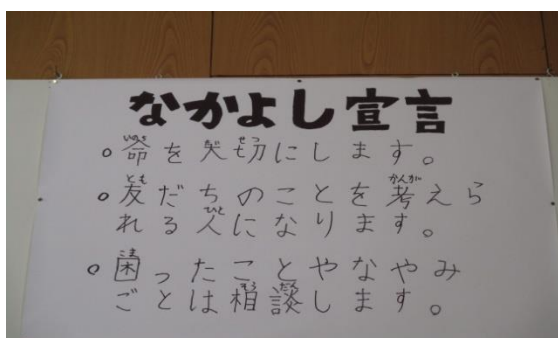 なかよし宣言
○命を大切にします。
○友だちのことを考えら
れる人になります。
○困ったことやなやみ
ごとは相談します。